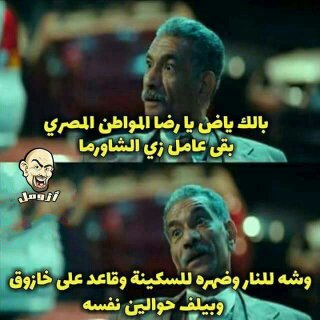 بالك ياض يا رضا المواطن المصري
بقى عامل زي الشاورما
أزومل
وشه للنار وضهره للسكينة وقاعد على خازوق
وبيلف حوالين نفسه